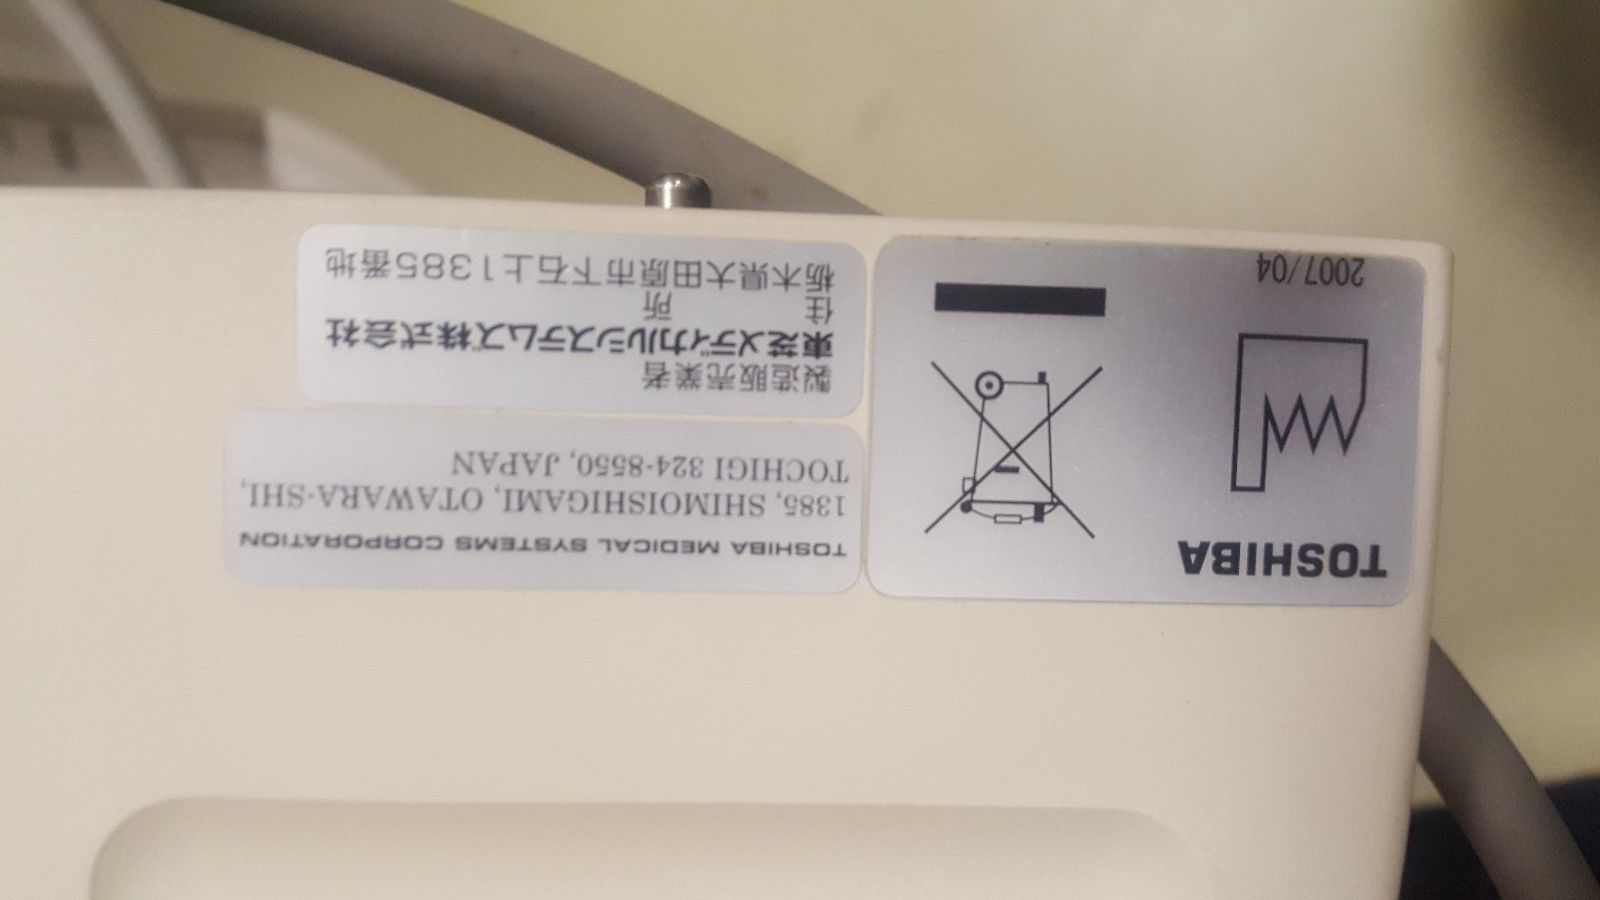 TOSHIBA
2007/04
TOSHIBA MEDICAL SYSTEMS CORPORATION
1385, SHIMOISHIGAMI, OTAWARA-SHI,
TOCHIGI 324-8550, JAPAN
製造販売業者
東芝メディカルシステムズ株式会社
住 所
栃木県大田原市下石上1385番地